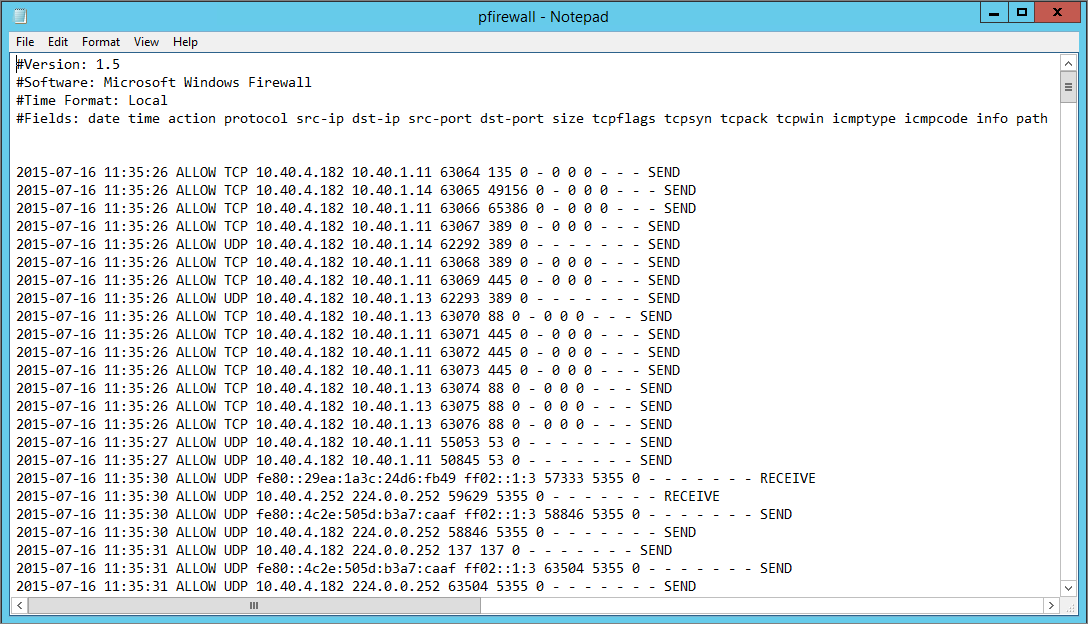 pfirewall - Notepad
File Edit Format View Help
#Version: 1.5
#Software: Microsoft Windows Firewall
#Time Format: Local
#Fields: date time action protocol src-ip dst-ip src-port dst-port size tcpflags tcpsyn tcpack tcpwin icmptype icmpcode info path
2015-07-16 11:35:26 ALLOW TCP 10.40.4.182 10.40.1.11 63064 135 0 - 0 0 0 - - - SEND
2015-07-16 11:35:26 ALLOW TCP 10.40.4.182 10.40.1.14 63065 49156 0 - 0 0 0 - - - SEND
2015-07-16 11:35:26 ALLOW TCP 10.40.4.182 10.40.1.11 63066 65386 0 - 0 0 0 - - - SEND
2015-07-16 11:35:26 ALLOW TCP 10.40.4.182 10.40.1.11 63067 389 0 - 0 0 0 - - - SEND
2015-07-16 11:35:26 ALLOW UDP 10.40.4.182 10.40.1.14 62292 389 0 - - - - - - - SEND
2015-07-16 11:35:26 ALLOW TCP 10.40.4.182 10.40.1.11 63068 389 0 - 0 0 0 - - - SEND
2015-07-16 11:35:26 ALLOW TCP 10.40.4.182 10.40.1.11 63069 445 0 - 0 0 0 - - - SEND
2015-07-16 11:35:26 ALLOW UDP 10.40.4.182 10.40.1.13 62293 389 0 - - - - - - - SEND
2015-07-16 11:35:26 ALLOW TCP 10.40.4.182 10.40.1.13 63070 88 0 - 0 0 0 - - - SEND
2015-07-16 11:35:26 ALLOW TCP 10.40.4.182 10.40.1.11 63071 445 0 - 0 0 0 - - - SEND
2015-07-16 11:35:26 ALLOW TCP 10.40.4.182 10.40.1.11 63072 445 0 - 0 0 0 - - - SEND
2015-07-16 11:35:26 ALLOW TCP 10.40.4.182 10.40.1.11 63073 445 0 - 0 0 0 - - - SEND
2015-07-16 11:35:26 ALLOW TCP 10.40.4.182 10.40.1.13 63074 88 0 - 0 0 0 - - - SEND
2015-07-16 11:35:26 ALLOW TCP 10.40.4.182 10.40.1.13 63075 88 0 - 0 0 0 - - - SEND
2015-07-16 11:35:26 ALLOW TCP 10.40.4.182 10.40.1.13 63076 88 0 - 0 0 0 - - - SEND
2015-07-16 11:35:27 ALLOW UDP 10.40.4.182 10.40.1.11 55053 53 0 - - - - - - - SEND
2015-07-16 11:35:27 ALLOW UDP 10.40.4.182 10.40.1.11 50845 53 0 - - - - - - - SEND
2015-07-16 11:35:30 ALLOW UDP fe80::29ea:1a3c:24d6:fb49 ff02::1:3 57333 5355 0 - - - - - - - RECEIVE
2015-07-16 11:35:30 ALLOW UDP 10.40.4.252 224.0.0.252 59629 5355 0 - - - - - - - RECEIVE
2015-07-16 11:35:30 ALLOW UDP fe80::4c2e:505d:b3a7:caaf ff02::1:3 58846 5355 0 - - - - - - - SEND
2015-07-16 11:35:30 ALLOW UDP 10.40.4.182 224.0.0.252 58846 5355 0 - - - - - - - SEND
2015-07-16 11:35:31 ALLOW UDP 10.40.4.182 224.0.0.252 137 137 0 - - - - - - - SEND
2015-07-16 11:35:31 ALLOW UDP fe80::4c2e:505d:b3a7:caaf ff02::1:3 63504 5355 0 - - - - - - - SEND
2015-07-16 11:35:31 ALLOW UDP 10.40.4.182 224.0.0.252 63504 5355 0 - - - - - - - SEND